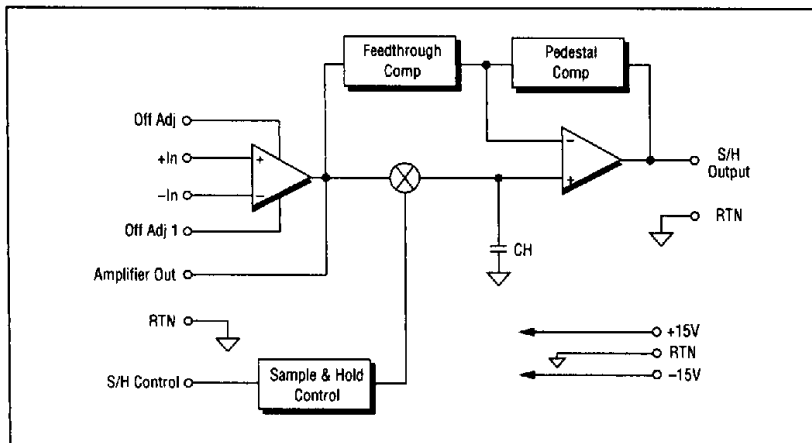 Feedthrough
Comp
Pedestal
Comp
Off Adj
+In
−In
Off Adj 1
Amplifier Out
RTN
S/H Control
Sample & Hold
Control
+
−
−
+
CH
S/H
Output
RTN
+15V
RTN
−15V